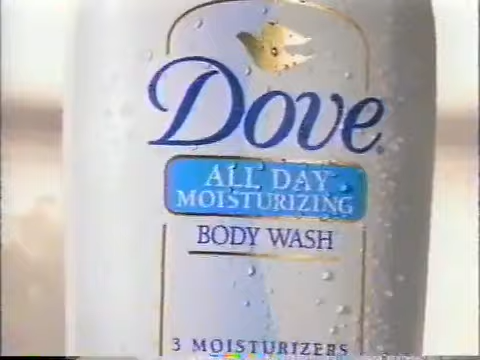 Dove
ALL DAY
MOISTURIZING
BODY WASH
3 MOISTURIZERS